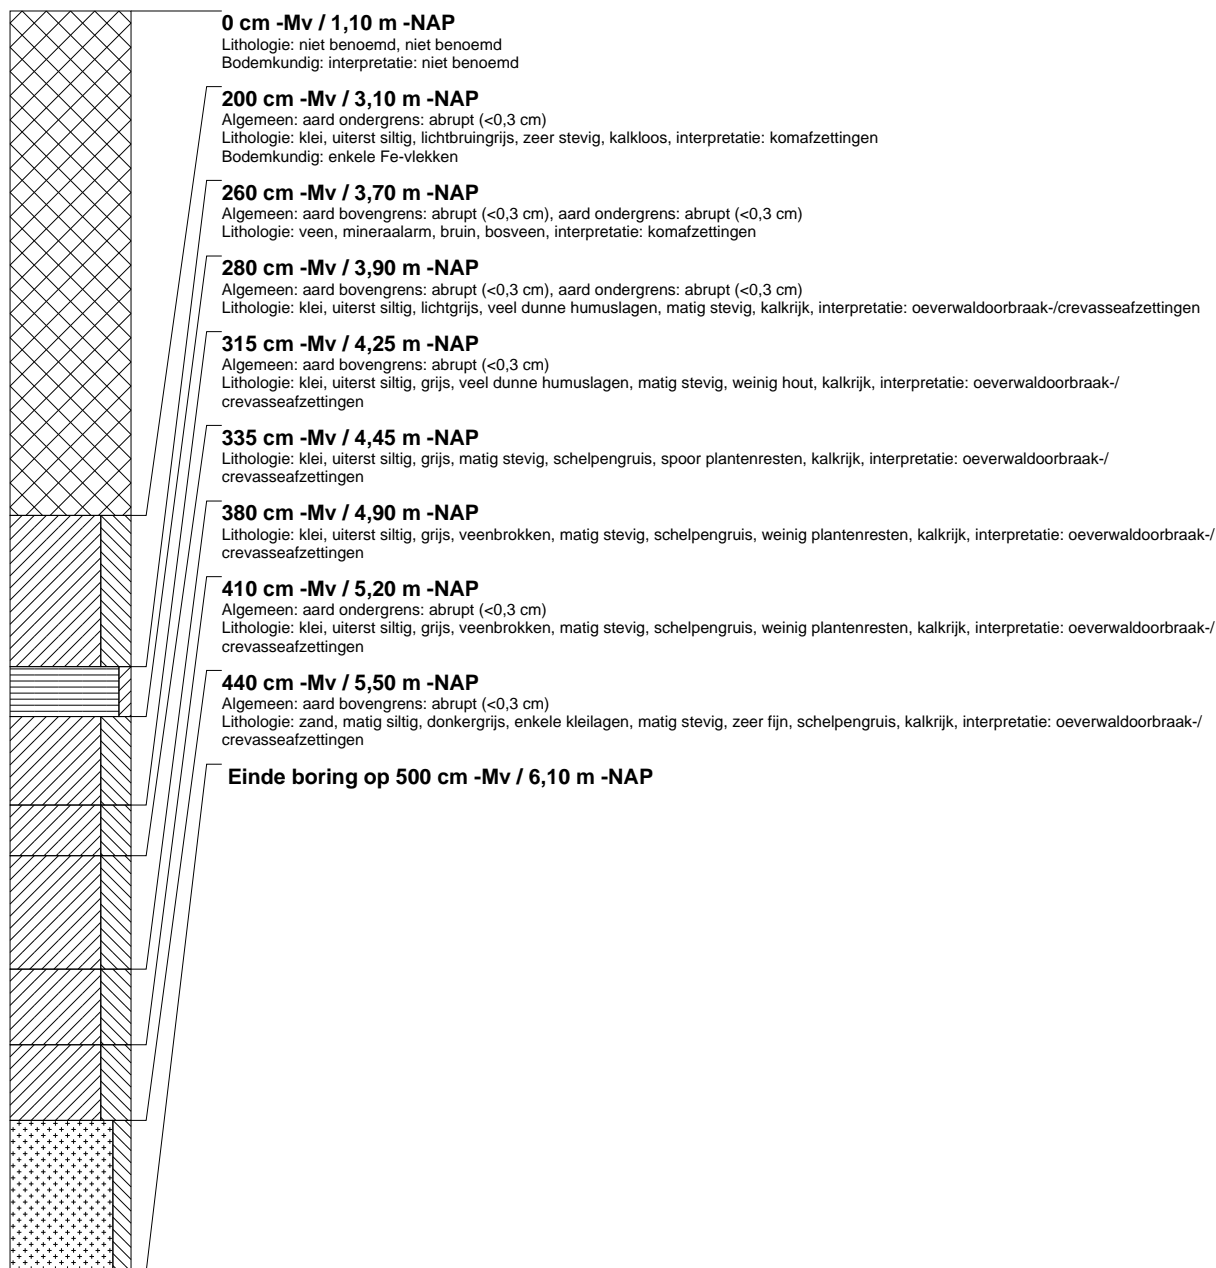 0 cm -Mv / 1,10 m -NAP
Lithologie: niet benoemd, niet benoemd
Bodemkundig: interpretatie: niet benoemd
200 cm -Mv / 3,10 m -NAP
Algemeen: aard ondergrens: abrupt (<0,3 cm)
Lithologie: klei, uiterst siltig, lichtbruingrijs, zeer stevig, kalkloos, interpretatie: komafzettingen
Bodemkundig: enkele Fe-vlekken
260 cm -Mv / 3,70 m -NAP
Algemeen: aard bovengrens: abrupt (<0,3 cm), aard ondergrens: abrupt (<0,3 cm)
Lithologie: veen, mineraalarm, bruin, bosveen, interpretatie: komafzettingen
280 cm -Mv / 3,90 m -NAP
Algemeen: aard bovengrens: abrupt (<0,3 cm), aard ondergrens: abrupt (<0,3 cm)
Lithologie: klei, uiterst siltig, lichtgrijs, veel dunne humuslagen, matig stevig, kalkrijk, interpretatie: oeverwaldoorbraak-/crevasseafzettingen
315 cm -Mv / 4,25 m -NAP
Algemeen: aard bovengrens: abrupt (<0,3 cm)
Lithologie: klei, uiterst siltig, grijs, veel dunne humuslagen, matig stevig, weinig hout, kalkrijk, interpretatie: oeverwaldoorbraak-/
crevasseafzettingen
335 cm -Mv / 4,45 m -NAP
Lithologie: klei, uiterst siltig, grijs, matig stevig, schelpengruis, spoor plantenresten, kalkrijk, interpretatie: oeverwaldoorbraak-/
crevasseafzettingen
380 cm -Mv / 4,90 m -NAP
Lithologie: klei, uiterst siltig, grijs, veenbrokken, matig stevig, schelpengruis, weinig plantenresten, kalkrijk, interpretatie: oeverwaldoorbraak-/
crevasseafzettingen
410 cm -Mv / 5,20 m -NAP
Algemeen: aard ondergrens: abrupt (<0,3 cm)
Lithologie: klei, uiterst siltig, grijs, veenbrokken, matig stevig, schelpengruis, weinig plantenresten, kalkrijk, interpretatie: oeverwaldoorbraak-/
crevasseafzettingen
440 cm -Mv / 5,50 m -NAP
Algemeen: aard bovengrens: abrupt (<0,3 cm)
Lithologie: zand, matig siltig, donkergrijs, enkele kleilagen, matig stevig, zeer fijn, schelpengruis, kalkrijk, interpretatie: oeverwaldoorbraak-/
crevasseafzettingen
Einde boring op 500 cm -Mv / 6,10 m -NAP